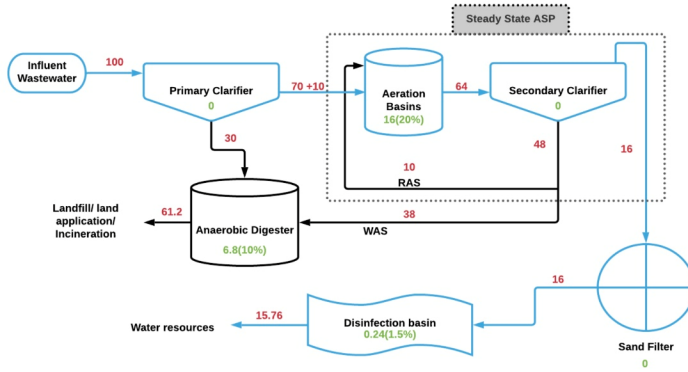 Steady State ASP
Influent
Wastewater
100
Primary Clarifier
0
70 +10
Aeration
Basins
16(20%)
64
Secondary Clarifier
0
30
48
16
10
RAS
Landfill/ land
application/
Incineration
61.2
Anaerobic Digester
6.8(10%)
38
WAS
16
Water resources
15.76
Disinfection basin
0.24(1.5%)
Sand Filter
0